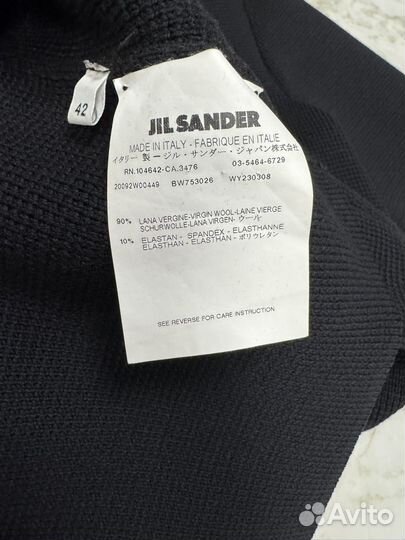 42
JIL SANDER
MADE IN ITALY - FABRIQUE EN ITALIE
イタリー 製ージル・サンダー・ジャパン株式会社
RN.104642-CA.3476 03-5464-6729
20092W00449 BW753026 WY230308
90% LANA VERGINE-VIRGIN WOOL-LAINE VIERGE
SCHURWOLLE-LANA VIRGEN- ウール
10% ELASTAN - SPANDEX - ELASTHANNE
ELASTHAN - ELASTHAN - ポリウレタン
SEE REVERSE FOR CARE INSTRUCTION
Avito